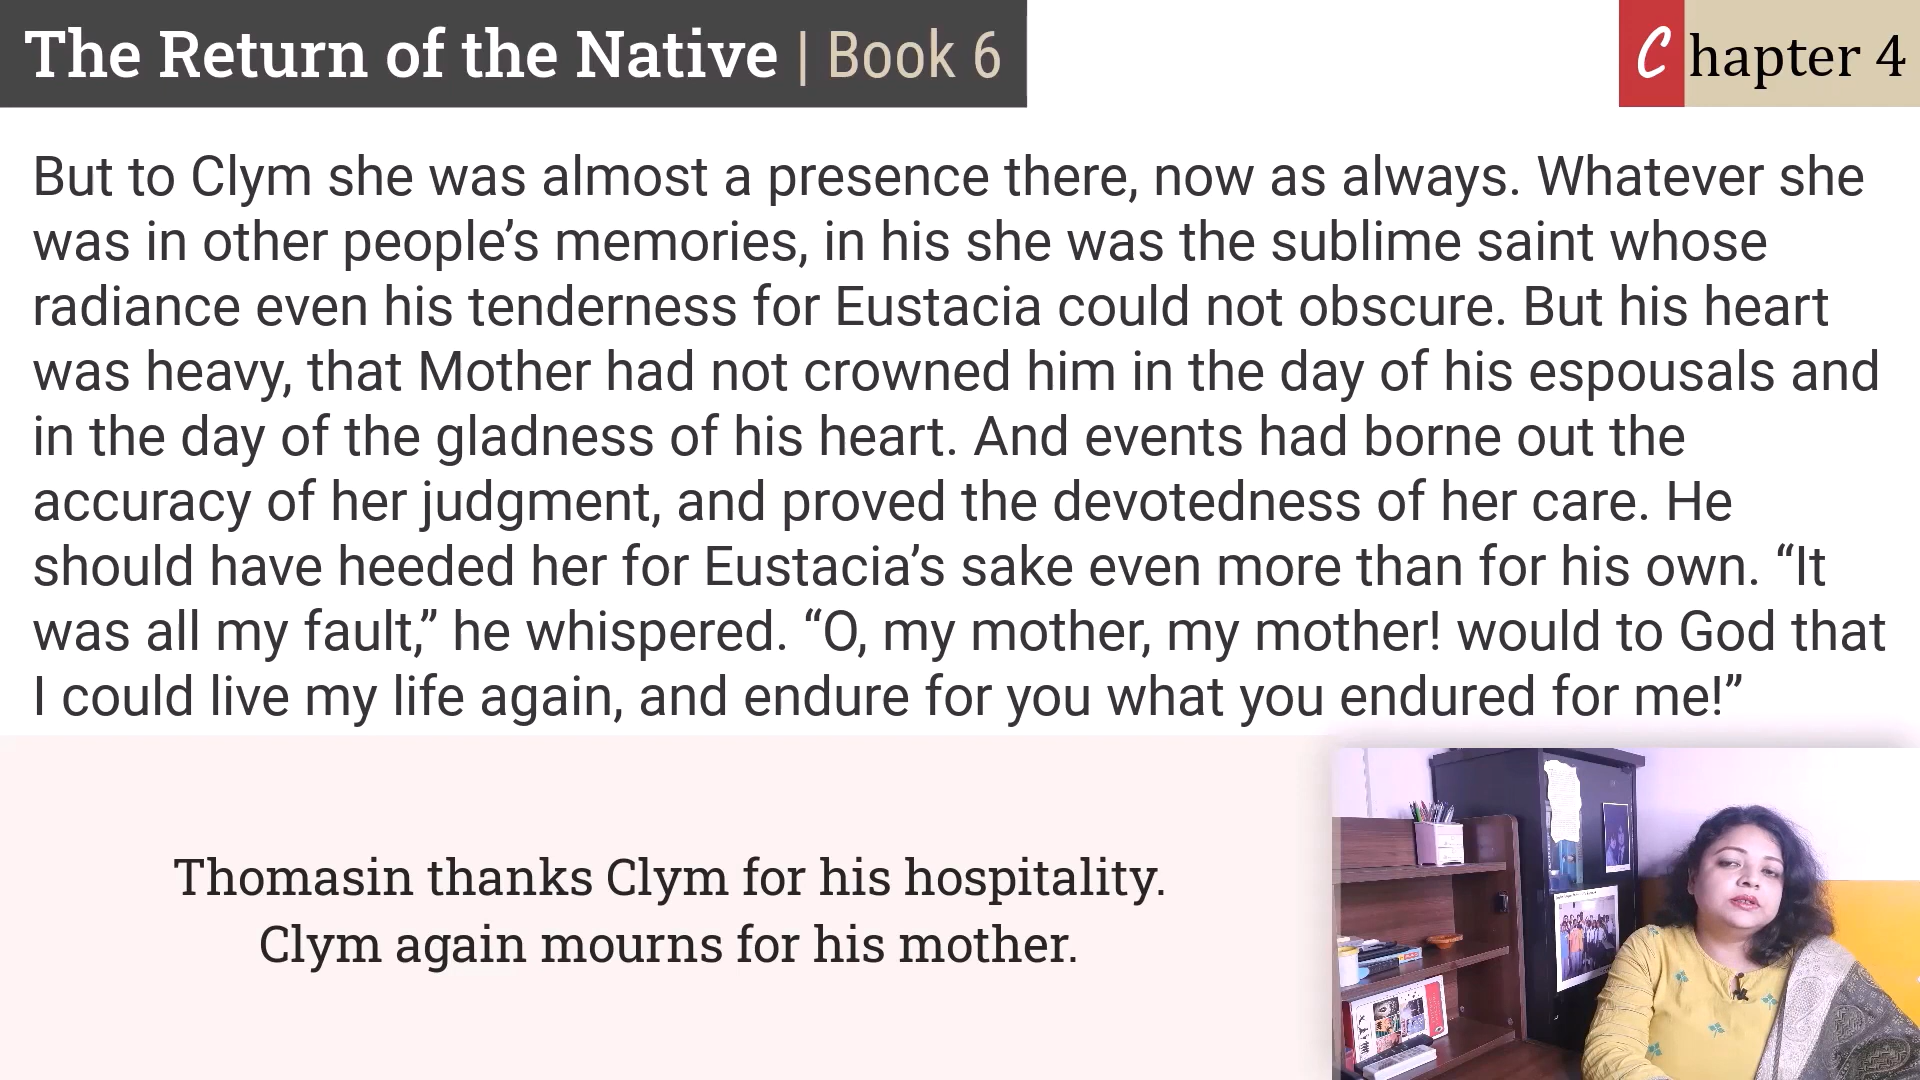 The Return of the Native | Book 6
Chapter 4
But to Clym she was almost a presence there, now as always. Whatever she
was in other people’s memories, in his she was the sublime saint whose
radiance even his tenderness for Eustacia could not obscure. But his heart
was heavy, that Mother had not crowned him in the day of his espousals and
in the day of the gladness of his heart. And events had borne out the
accuracy of her judgment, and proved the devotedness of her care. He
should have heeded her for Eustacia’s sake even more than for his own. “It
was all my fault,” he whispered. “O, my mother, my mother! would to God that
I could live my life again, and endure for you what you endured for me!”
Thomasin thanks Clym for his hospitality.
Clym again mourns for his mother.